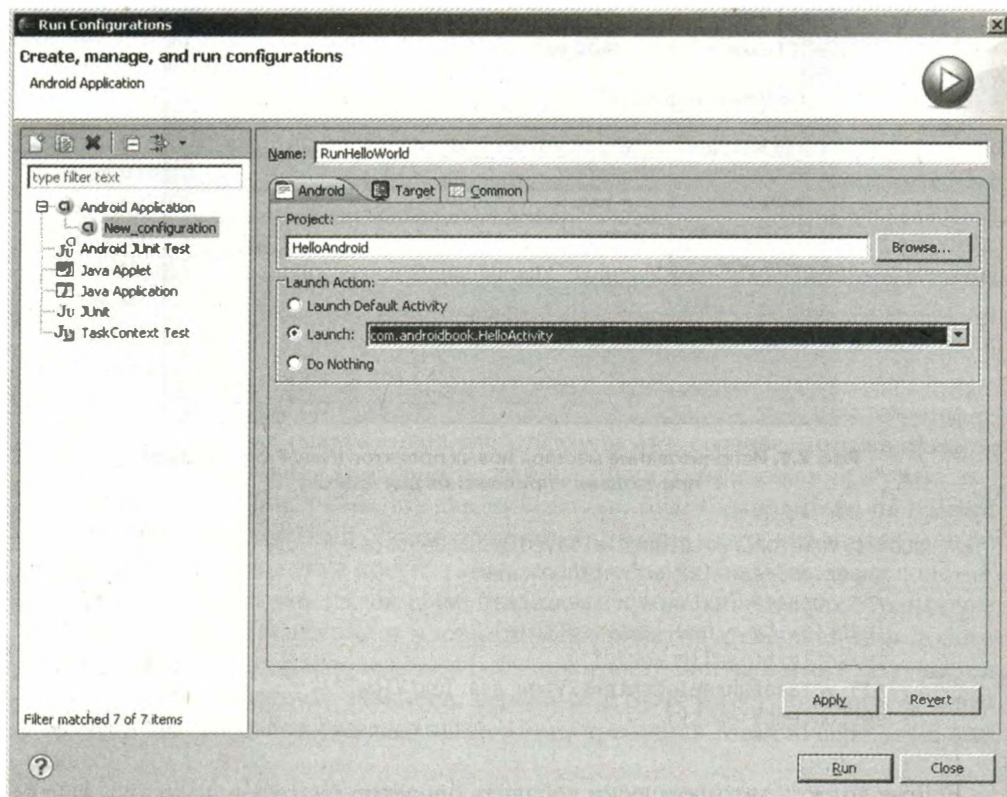 Run Configurations
Create, manage, and run configurations
Android Application
type filter text
Android Application
New_configuration
Android JUnit Test
Java Applet
Java Application
JUnit
TaskContext Test
Filter matched 7 of 7 items
Name: RunHelloWorld
Android Target Common
Project:
HelloAndroid Browse...
Launch Action:
Launch Default Activity
Launch: com.androidbook.HelloActivity
Do Nothing
Apply Revert
Run Close